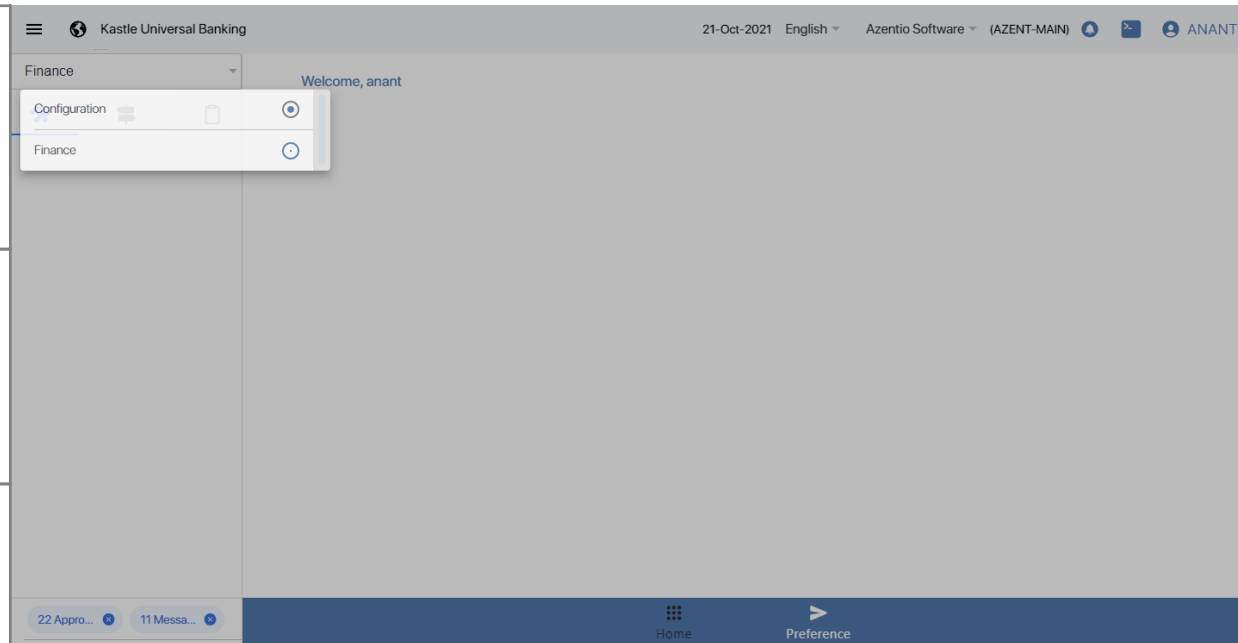 Kastle Universal Banking 21-Oct-2021 English Azentio Software (AZENT-MAIN) ANANT
Finance
Welcome, anant
Configuration
Finance
22 Appro... 11 Messa...
Home Preference